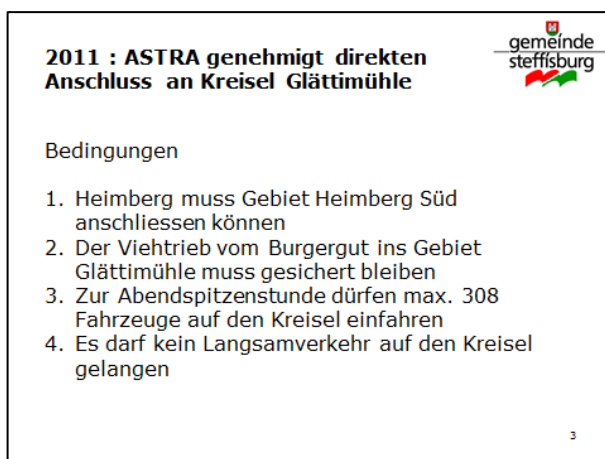 2011 : ASTRA genehmigt direkten
Anschluss an Kreisel Glättimühle
gemeinde
steffisburg
Bedingungen
1. Heimberg muss Gebiet Heimberg Süd
anschliessen können
2. Der Viehtrieb vom Burgergut ins Gebiet
Glättimühle muss gesichert bleiben
3. Zur Abendspitzenstunde dürfen max. 308
Fahrzeuge auf den Kreisel einfahren
4. Es darf kein Langsamverkehr auf den Kreisel
gelangen
3